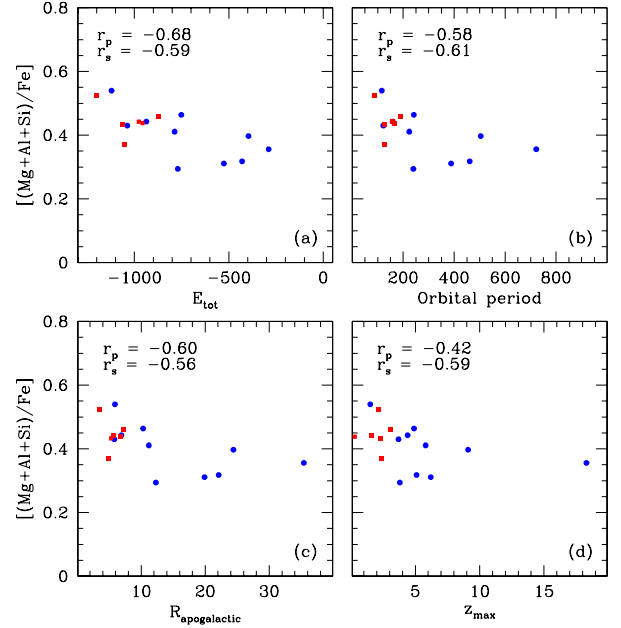 r_p = −0.68
r_s = −0.59
0.8
0.6
0.4
0.2
0
[(Mg+Al+Si)/Fe]
(a)
−1000
−500
0
E_tot
r_p = −0.58
r_s = −0.61
(b)
200
400
600
800
Orbital period
r_p = −0.60
r_s = −0.56
0.8
0.6
0.4
0.2
0
[(Mg+Al+Si)/Fe]
(c)
10
20
30
R_apogalactic
r_p = −0.42
r_s = −0.59
(d)
5
10
15
z_max